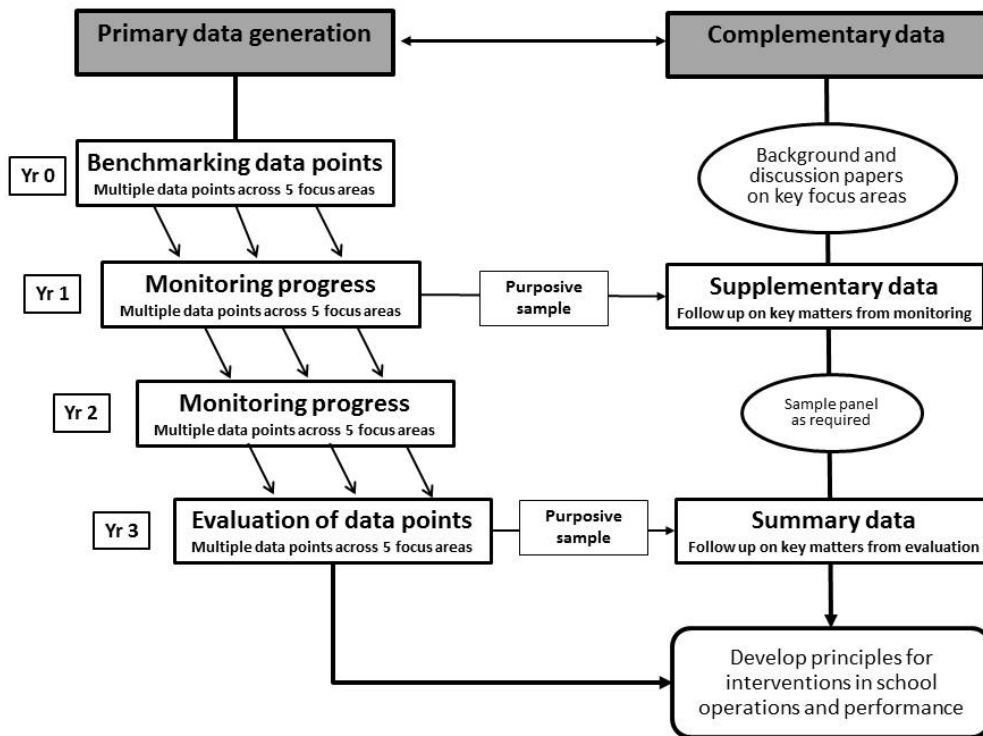 Primary data generation
Complementary data
Yr 0
Benchmarking data points
Multiple data points across 5 focus areas
Background and
discussion papers
on key focus areas
Yr 1
Monitoring progress
Multiple data points across 5 focus areas
Purposive
sample
Supplementary data
Follow up on key matters from monitoring
Yr 2
Monitoring progress
Multiple data points across 5 focus areas
Sample panel
as required
Yr 3
Evaluation of data points
Multiple data points across 5 focus areas
Purposive
sample
Summary data
Follow up on key matters from evaluation
Develop principles for
interventions in school
operations and performance